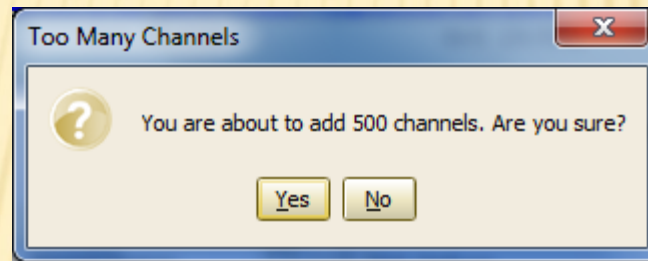 Too Many Channels
You are about to add 500 channels. Are you sure?
Yes No